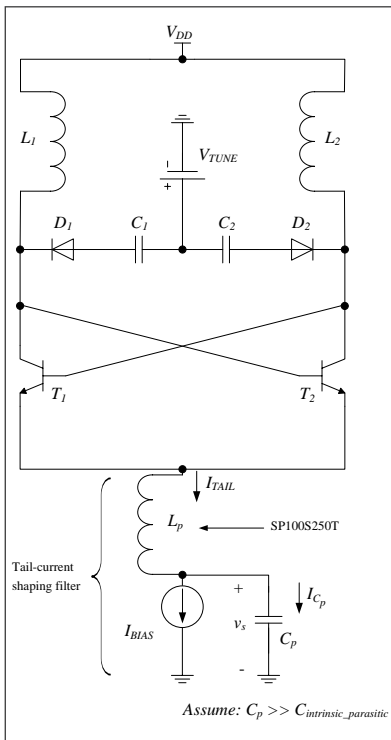 V_DD
L_1
L_2
− V_TUNE
+
D_1 C_1 C_2 D_2
T_1 T_2
I_TAIL
L_p SP100S250T
Tail-current
shaping filter
I_BIAS
+
v_s
-
C_p
I_C_p
Assume: C_p >> C_intrinsic_parasitic